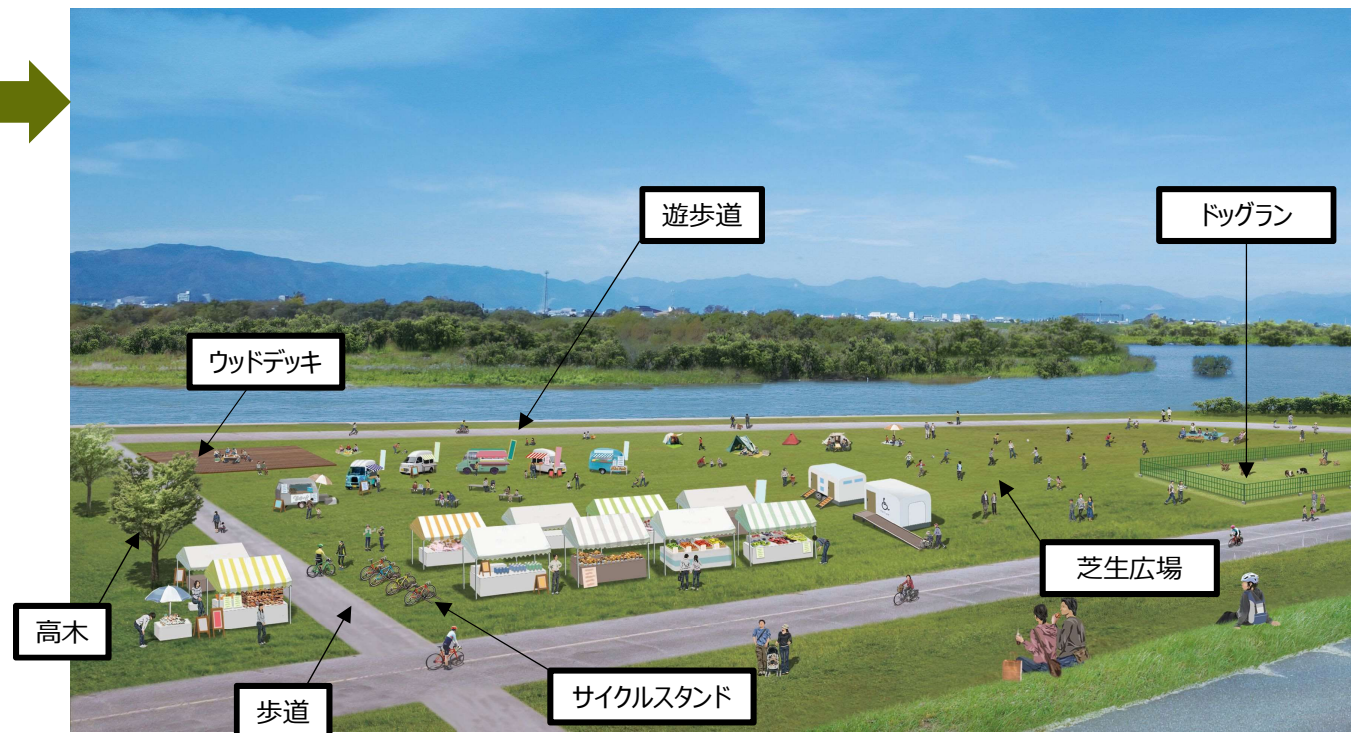 遊歩道
ドッグラン
ウッドデッキ
芝生広場
高木
サイクルスタンド
歩道